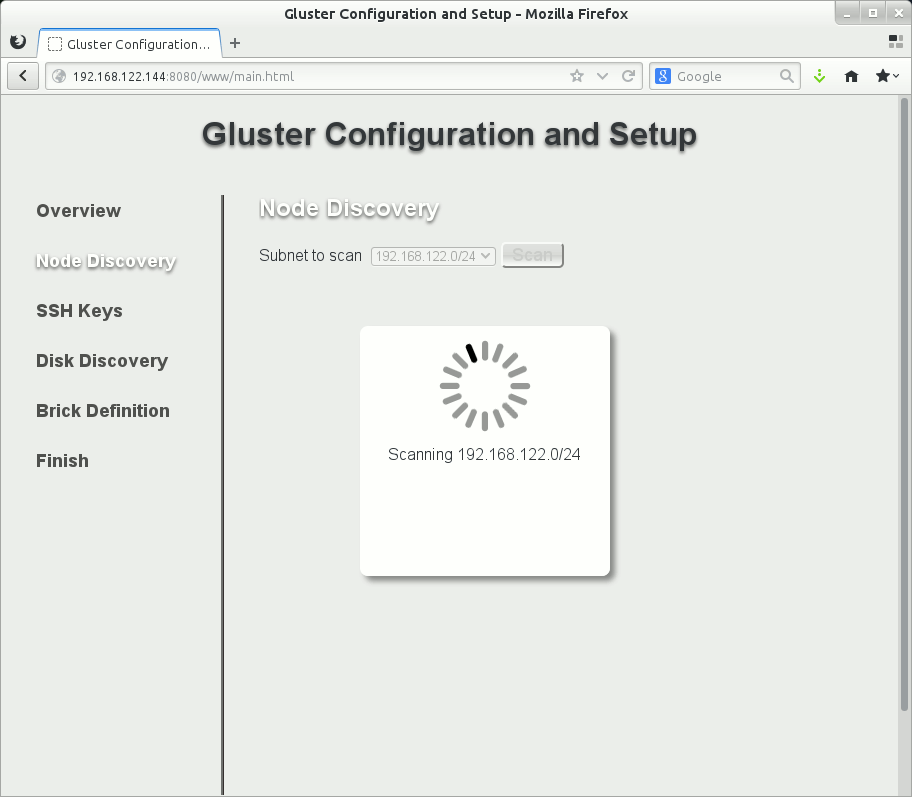 Gluster Configuration and Setup - Mozilla Firefox
Gluster Configuration...
192.168.122.144:8080/www/main.html
Google
Gluster Configuration and Setup
Overview
Node Discovery
SSH Keys
Disk Discovery
Brick Definition
Finish
Node Discovery
Subnet to scan 192.168.122.0/24 Scan
Scanning 192.168.122.0/24